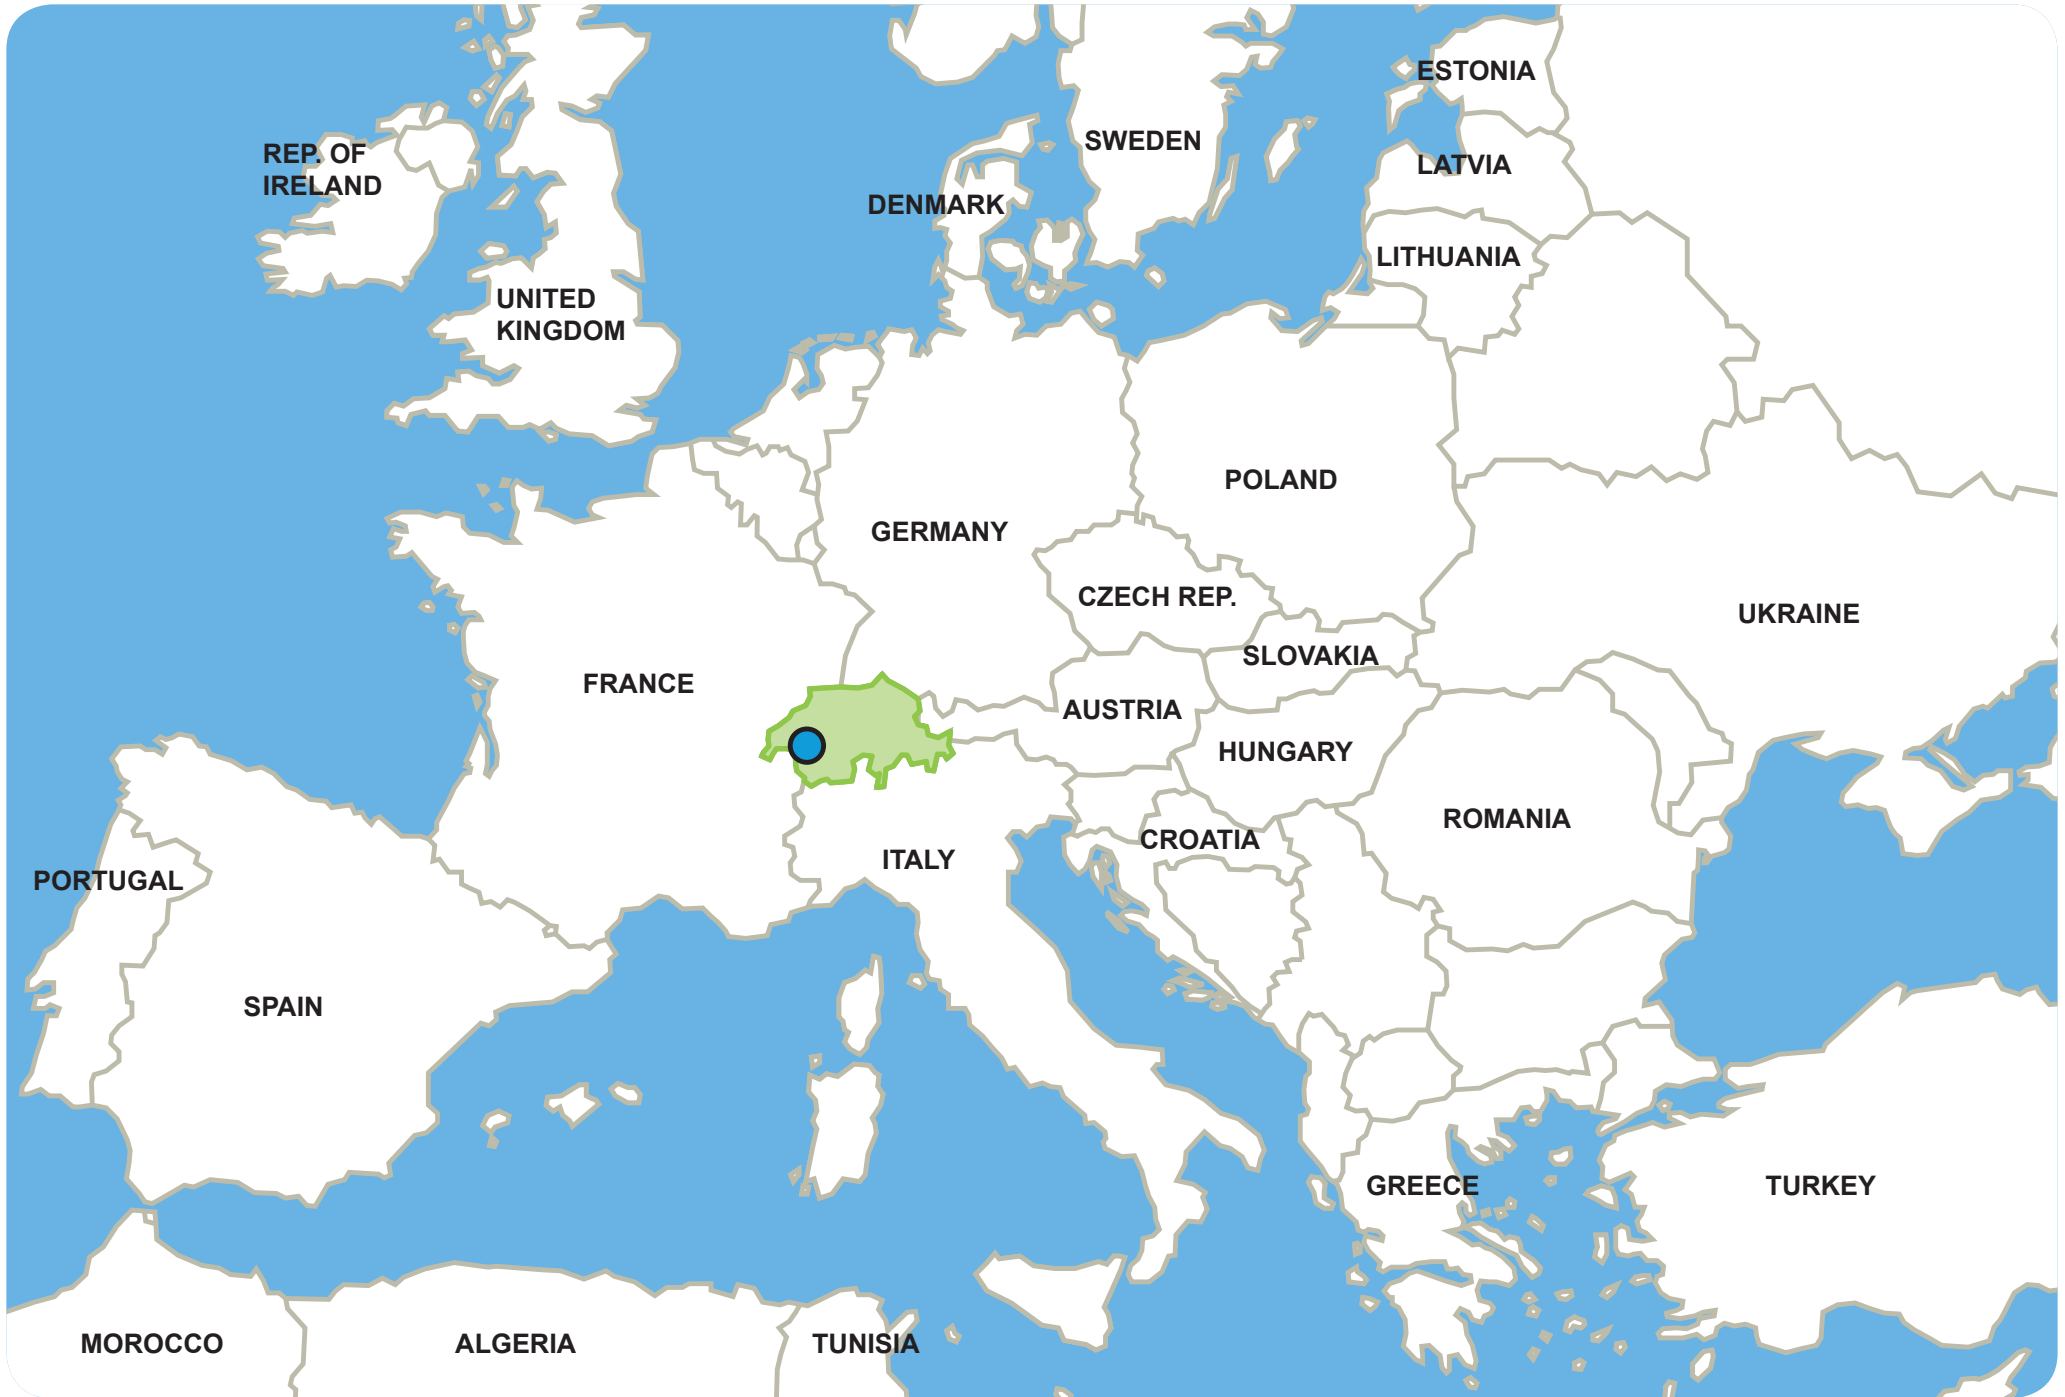 ESTONIA
SWEDEN
REP. OF
IRELAND
LATVIA
DENMARK
LITHUANIA
UNITED
KINGDOM
POLAND
GERMANY
CZECH REP.
UKRAINE
SLOVAKIA
FRANCE
AUSTRIA
HUNGARY
ROMANIA
CROATIA
ITALY
PORTUGAL
SPAIN
GREECE
TURKEY
MOROCCO
ALGERIA
TUNISIA